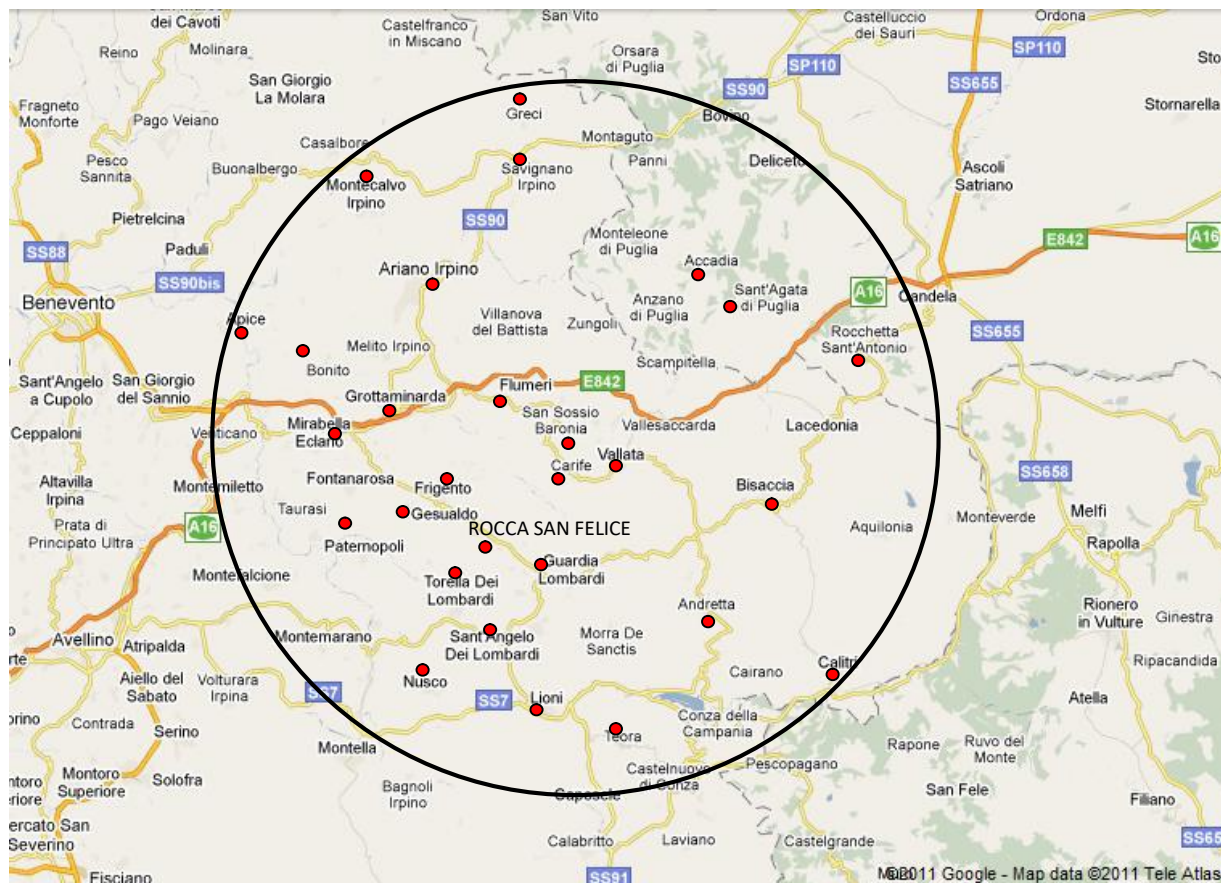 San Marco
dei Cavoti
Castelfranco
in Miscano
San Vito
Castelluccio
dei Sauri
Ordona
Reino
Molinara
Orsara
di Puglia
SP110
SP110
San Giorgio
La Molara
SS90
SS655
Fragneto
Monforte
Pago Veiano
Greci
Bovino
Stornarella
Casalbore
Montaguto
Pesco
Sannita
Buonalbergo
Savignano
Irpino
Panni
Deliceto
Ascoli
Satriano
Montecalvo
Irpino
Pietrelcina
SS90
Paduli
Monteleone
di Puglia
E842
A16
SS88
Ariano Irpino
Accadia
SS90bis
A16
Benevento
Sant'Agata
di Puglia
Candela
Anzano
di Puglia
Villanova
del Battista
Zungoli
Apice
Rocchetta
Sant'Antonio
SS655
Melito Irpino
Bonito
Scampitella
Sant'Angelo
a Cupolo
San Giorgio
del Sannio
E842
Flumeri
Grottaminarda
San Sossio
Baronia
Vallesaccarda
Lacedonia
Mirabella
Eclano
Venticano
Ceppaloni
Carife
Vallata
SS658
Altavilla
Irpina
Montemiletto
Fontanarosa
Frigento
Bisaccia
Taurasi
Gesualdo
Melfi
A16
Prata di
Principato Ultra
ROCCA SAN FELICE
Aquilonia
Monteverde
Rapolla
Paternopoli
Guardia
Lombardi
Montefalcione
Torella Dei
Lombardi
Andretta
Rionero
in Vulture
Ginestra
Avellino
Atripalda
Montemarano
Sant'Angelo
Dei Lombardi
Morra De
Sanctis
Calitri
Ripacandida
Cairano
Aiello del
Sabato
Volturara
Irpina
Nusco
SS7
SS7
Lioni
Atella
Contrada
Serino
Conza della
Campania
Teora
Montella
Rapone
Ruvo del
Monte
Pescopagano
Castelnuovo
di Conza
Montoro
Superiore
Solofra
Bagnoli
Irpino
Caposele
San Fele
Filiano
Mercato San
Severino
Calabritto
Laviano
Castelgrande
SS65
Fisciano
SS91
©2011 Google - Map data ©2011 Tele Atlas